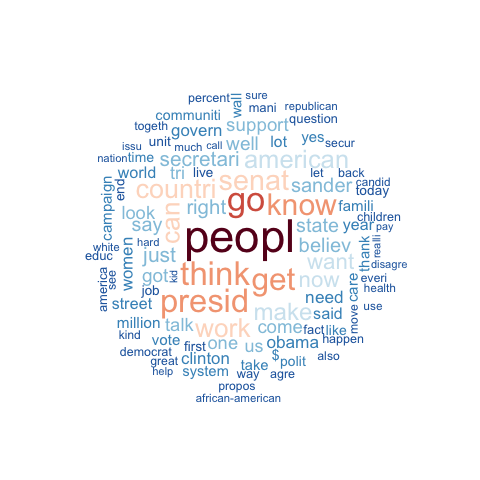 percent
sure
wall
mani
republican
communiti
question
togeth
govern
support
yes
issu
unit
much
call
well
lot
secur
nation
time
secretari
american
world
tri
live
senat
let
back
candid
end
countri
sander
today
campaign
look
can
right
go
know
famili
children
say
peopl
state
year
pay
white
hard
women
just
believ
thank
realli
educ
want
disagre
america
see
got
kid
think
get
now
care
everi
health
job
presid
need
move
use
street
make
said
million
talk
work
come
fact
like
kind
vote
first
one
us
obama
happen
democrat
clinton
$
polit
also
great
take
help
system
way
agre
propos
african-american